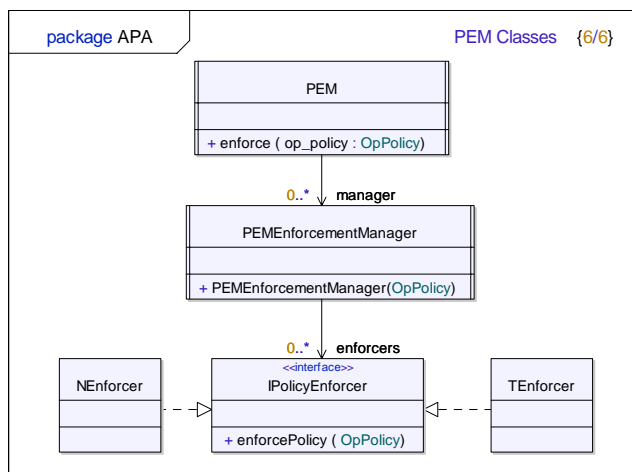 package APA
PEM Classes {6/6}
PEM
+ enforce ( op_policy : OpPolicy)
0..* manager
PEMEnforcementManager
+ PEMEnforcementManager(OpPolicy)
0..* enforcers
<<interface>>
NEnforcer
IPolicyEnforcer
TEnforcer
+ enforcePolicy ( OpPolicy)